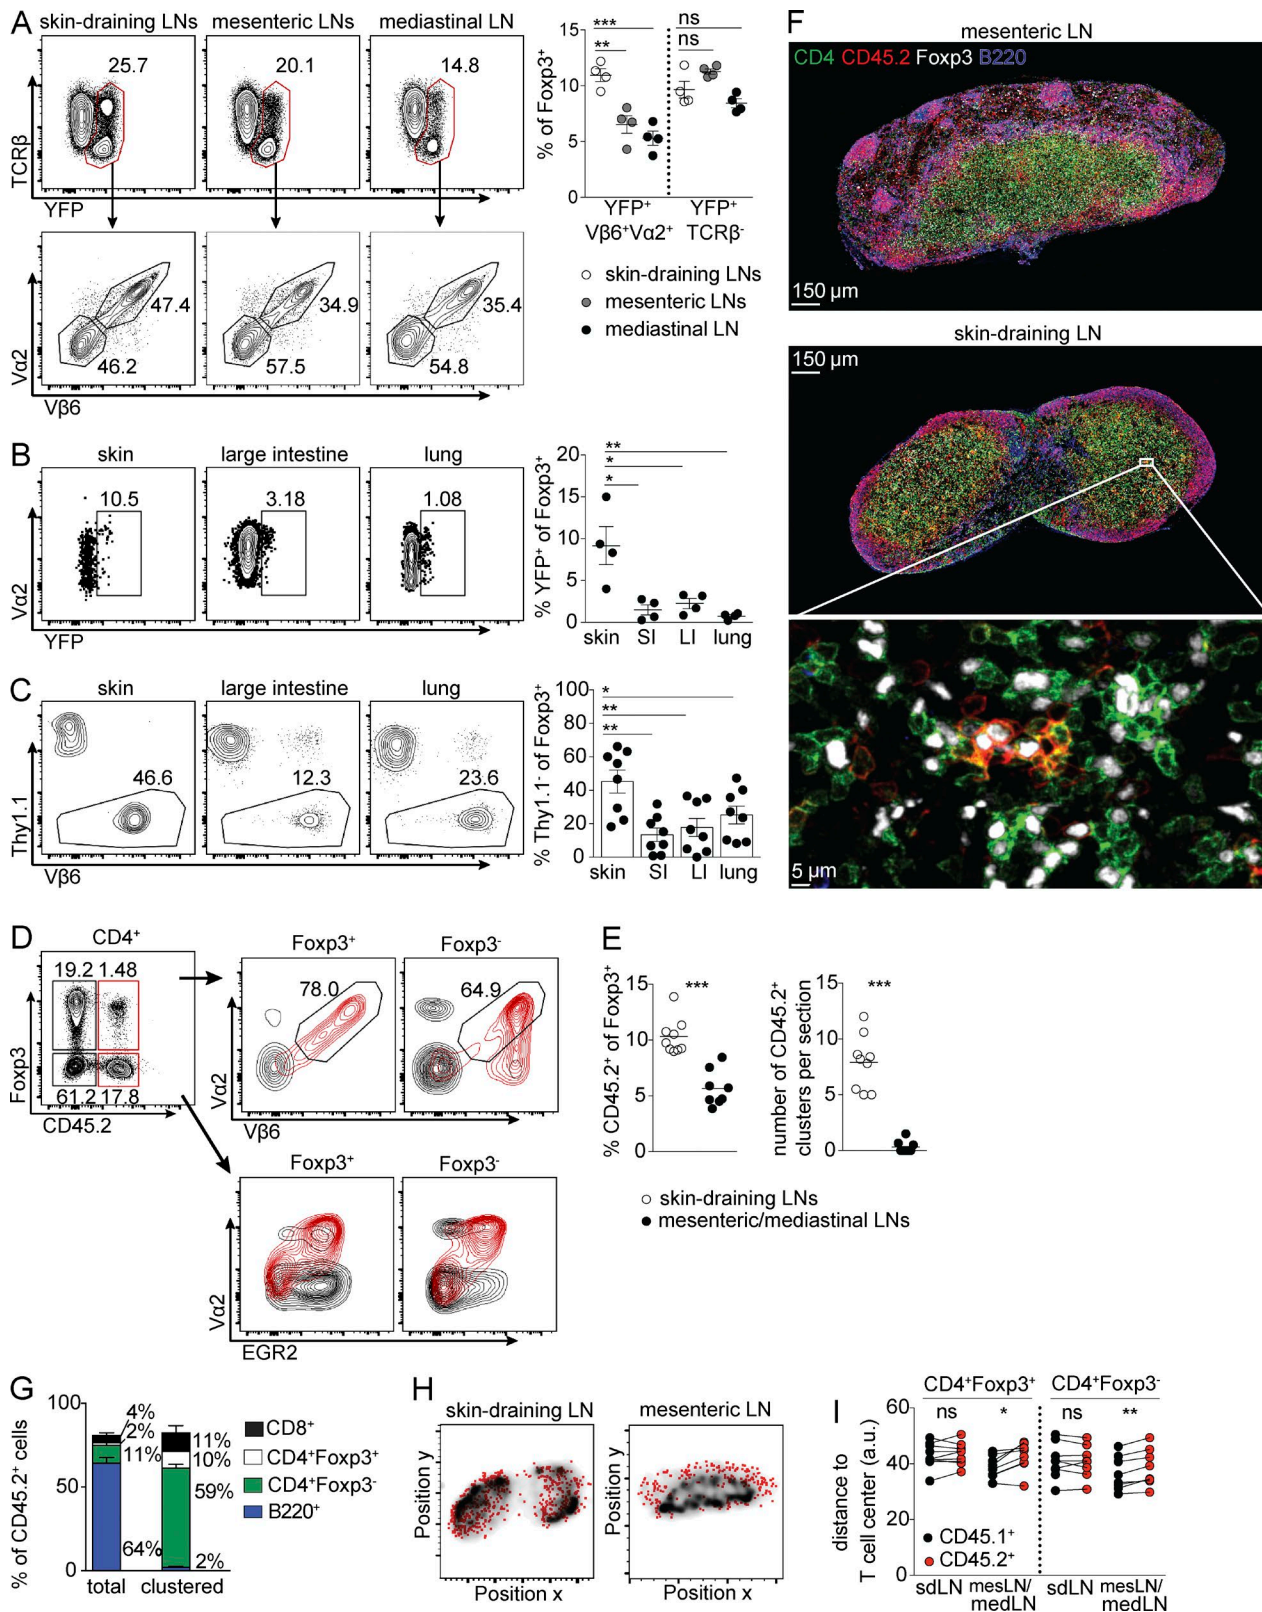 A
skin-draining LNs
mesenteric LNs
mediastinal LN
25.7
20.1
14.8
TCRβ
YFP
47.4
46.2
34.9
57.5
35.4
54.8
Vα2
Vβ6
% of Foxp3⁺
15
10
5
0
***
**
ns
ns
YFP⁺
Vβ6⁺Vα2⁺
YFP⁺
TCRβ⁻
skin-draining LNs
mesenteric LNs
mediastinal LN
B
skin
large intestine
lung
10.5
3.18
1.08
Vα2
YFP
% YFP⁺ of Foxp3⁺
20
15
10
5
0
**
*
*
skin
SI
LI
lung
C
skin
large intestine
lung
46.6
12.3
23.6
Thy1.1
Vβ6
% Thy1.1⁻ of Foxp3⁺
100
80
60
40
20
0
*
**
**
skin
SI
LI
lung
D
CD4⁺
19.2
1.48
61.2
17.8
Foxp3
CD45.2
Foxp3⁺
Foxp3⁻
78.0
64.9
Vα2
Vβ6
Foxp3⁺
Foxp3⁻
Vα2
EGR2
E
% CD45.2⁺ of Foxp3⁺
15
10
5
0
***
number of CD45.2⁺
clusters per section
15
10
5
0
***
skin-draining LNs
mesenteric/mediastinal LNs
F
mesenteric LN
CD4 CD45.2 Foxp3 B220
150 µm
skin-draining LN
150 µm
5 µm
G
% of CD45.2⁺ cells
100
50
0
4%
2%
11%
64%
11%
10%
59%
2%
total
clustered
CD8⁺
CD4⁺Foxp3⁺
CD4⁺Foxp3⁻
B220⁺
H
skin-draining LN
mesenteric LN
Position y
Position x
Position y
Position x
I
CD4⁺Foxp3⁺
CD4⁺Foxp3⁻
ns
*
ns
**
distance to
T cell center (a.u.)
60
40
20
0
CD45.1⁺
CD45.2⁺
sdLN
mesLN/
medLN
sdLN
mesLN/
medLN